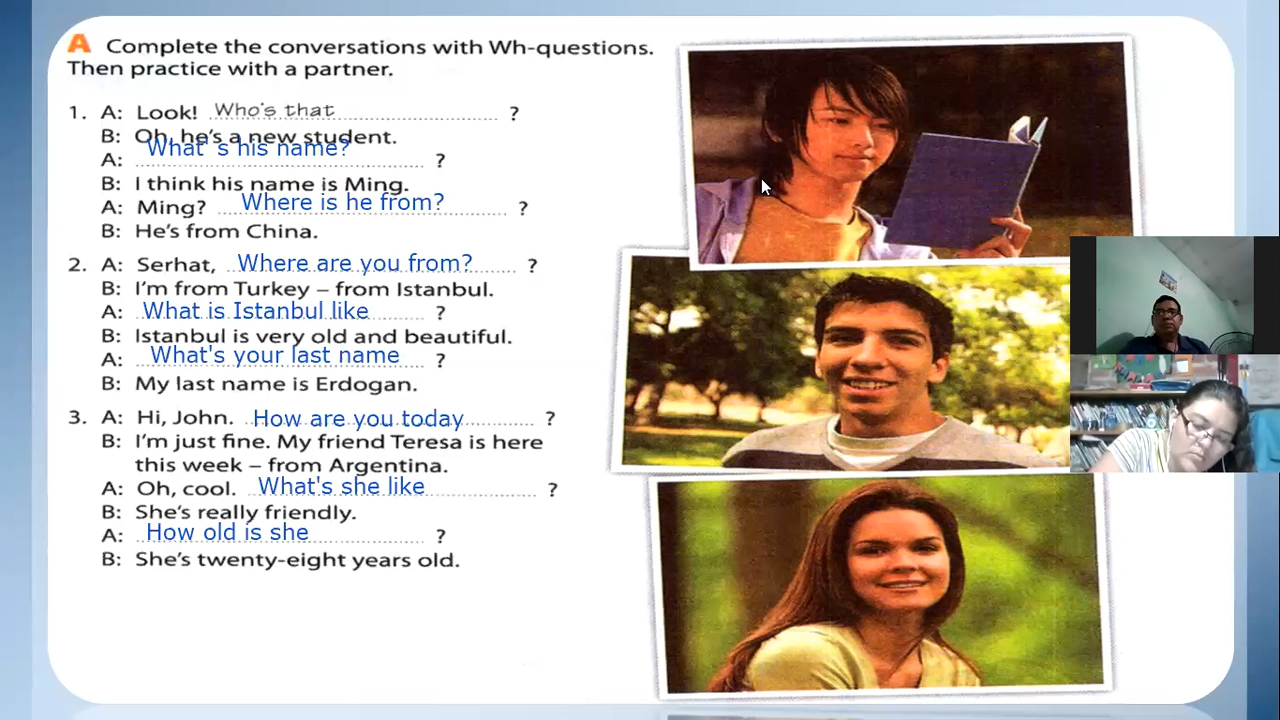 A Complete the conversations with Wh-questions.
Then practice with a partner.
1. A: Look! Who's that ?
B: Oh, he's a new student.
A: What' s his name? ?
B: I think his name is Ming.
A: Ming? Where is he from? ?
B: He's from China.
2. A: Serhat, Where are you from? ?
B: I'm from Turkey – from Istanbul.
A: What is Istanbul like ?
B: Istanbul is very old and beautiful.
A: What's your last name ?
B: My last name is Erdogan.
3. A: Hi, John. How are you today ?
B: I'm just fine. My friend Teresa is here
this week – from Argentina.
A: Oh, cool. What's she like ?
B: She's really friendly.
A: How old is she ?
B: She's twenty-eight years old.